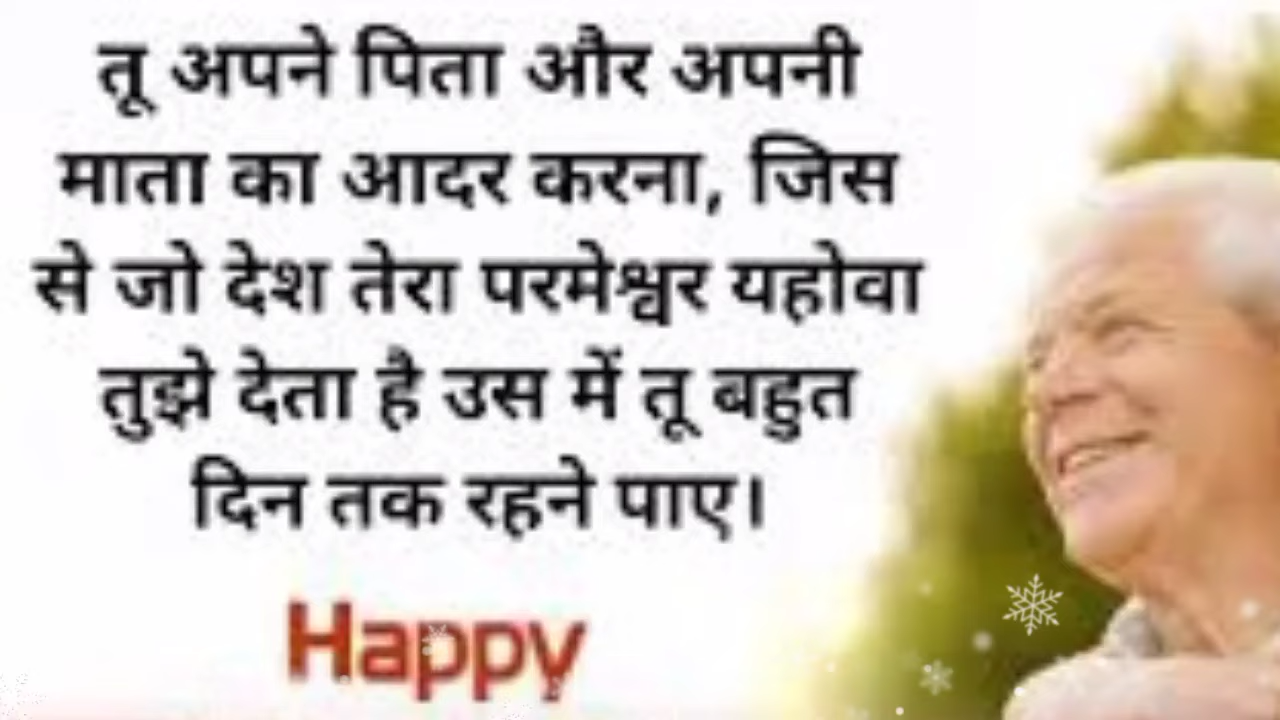 तू अपने पिता और अपनी
माता का आदर करना, जिस
से जो देश तेरा परमेश्वर यहोवा
तुझे देता है उस में तू बहुत
दिन तक रहने पाए।
Happy